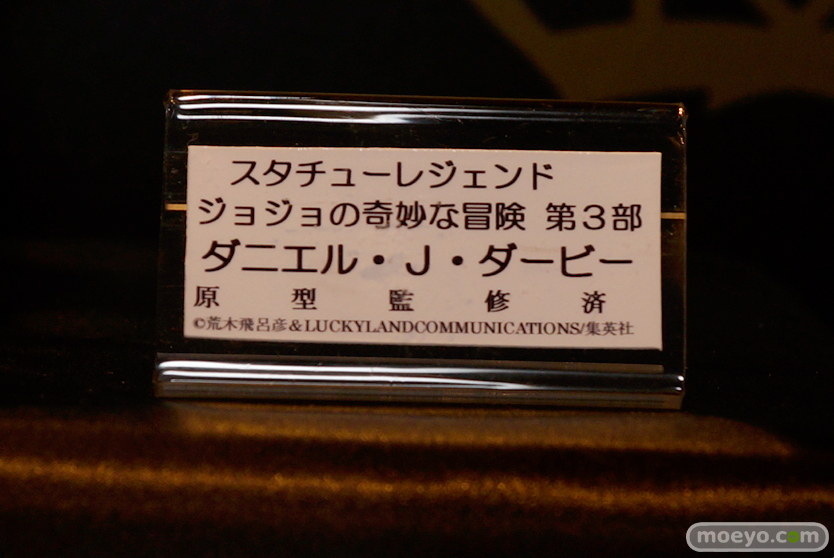 スタチューレジェンド
ジョジョの奇妙な冒険 第3部
ダニエル・J・ダービー
原型監修済
©荒木飛呂彦&LUCKYLANDCOMMUNICATIONS/集英社
moeyo.com